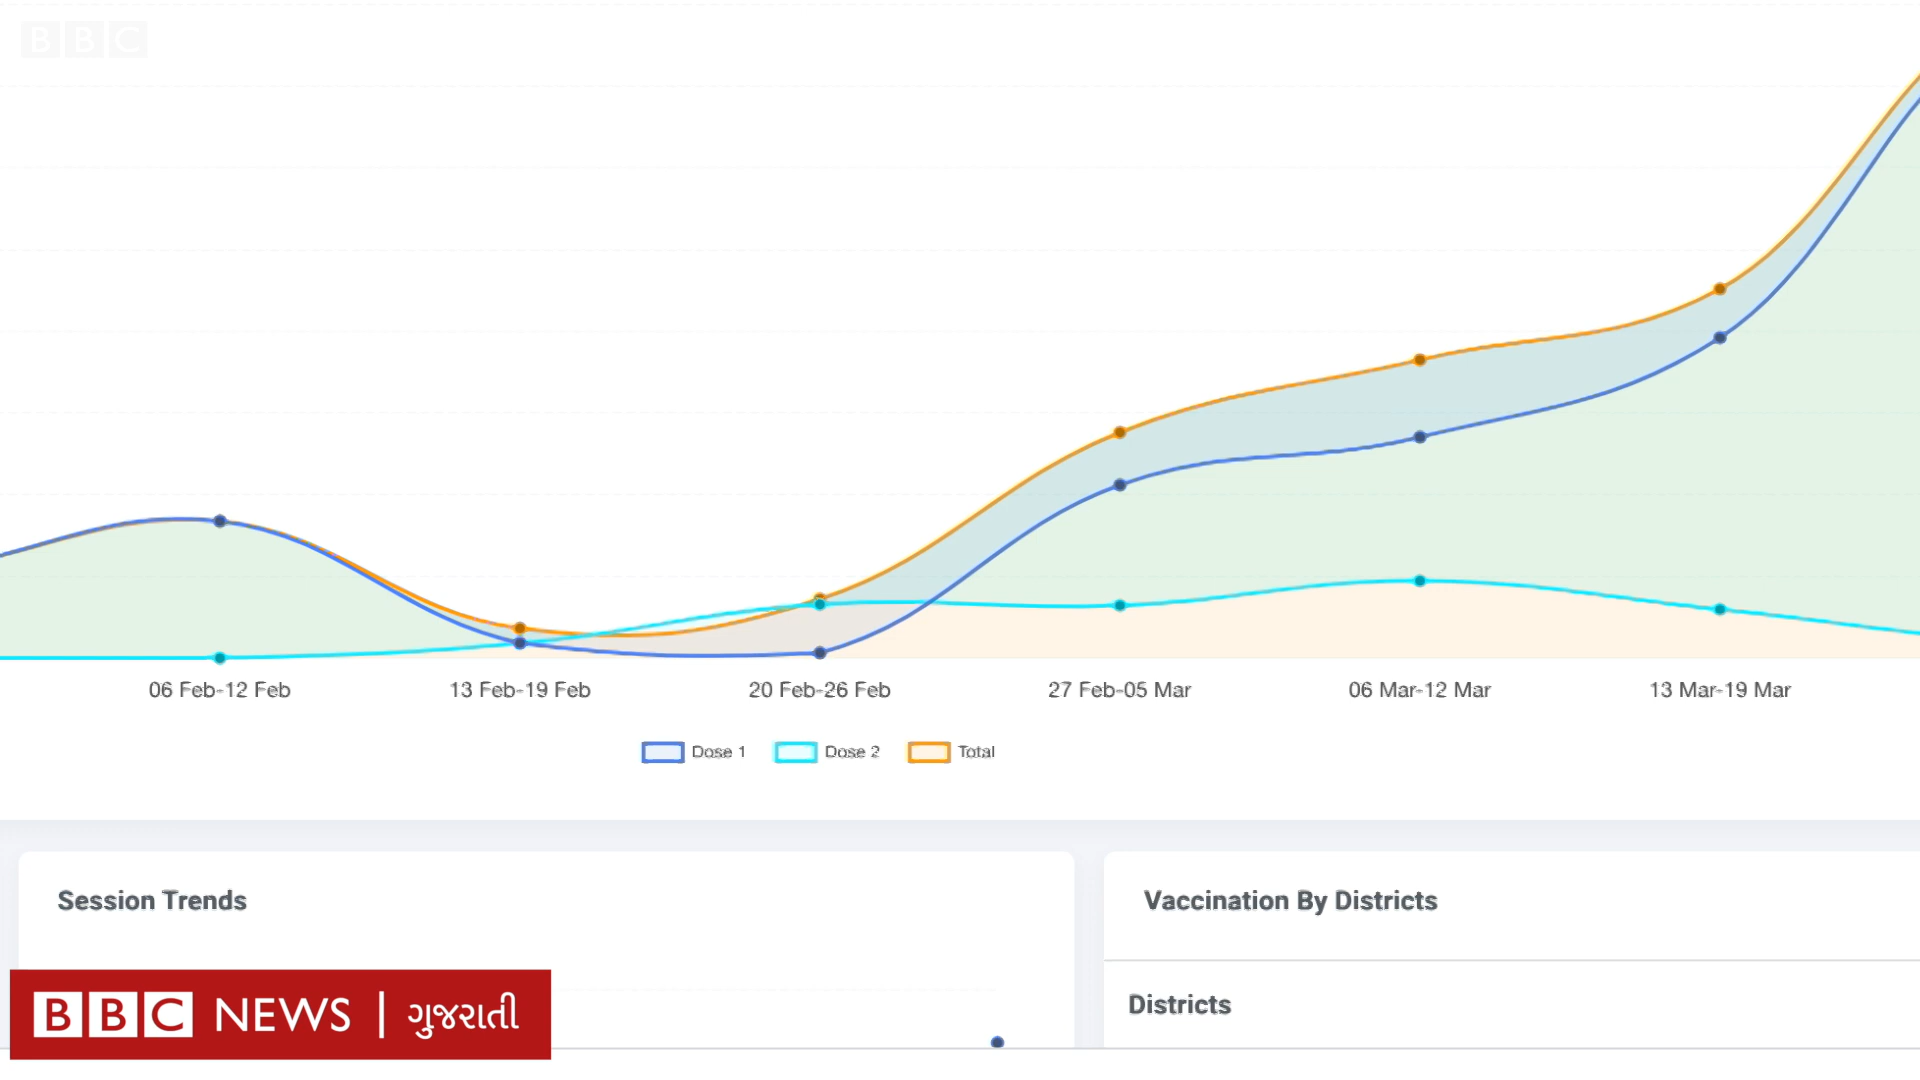 BBC
06 Feb-12 Feb
13 Feb-19 Feb
20 Feb-26 Feb
27 Feb-05 Mar
06 Mar-12 Mar
13 Mar-19 Mar
Dose 1
Dose 2
Total
Session Trends
Vaccination By Districts
Districts
BBC NEWS | ગુજરાતી